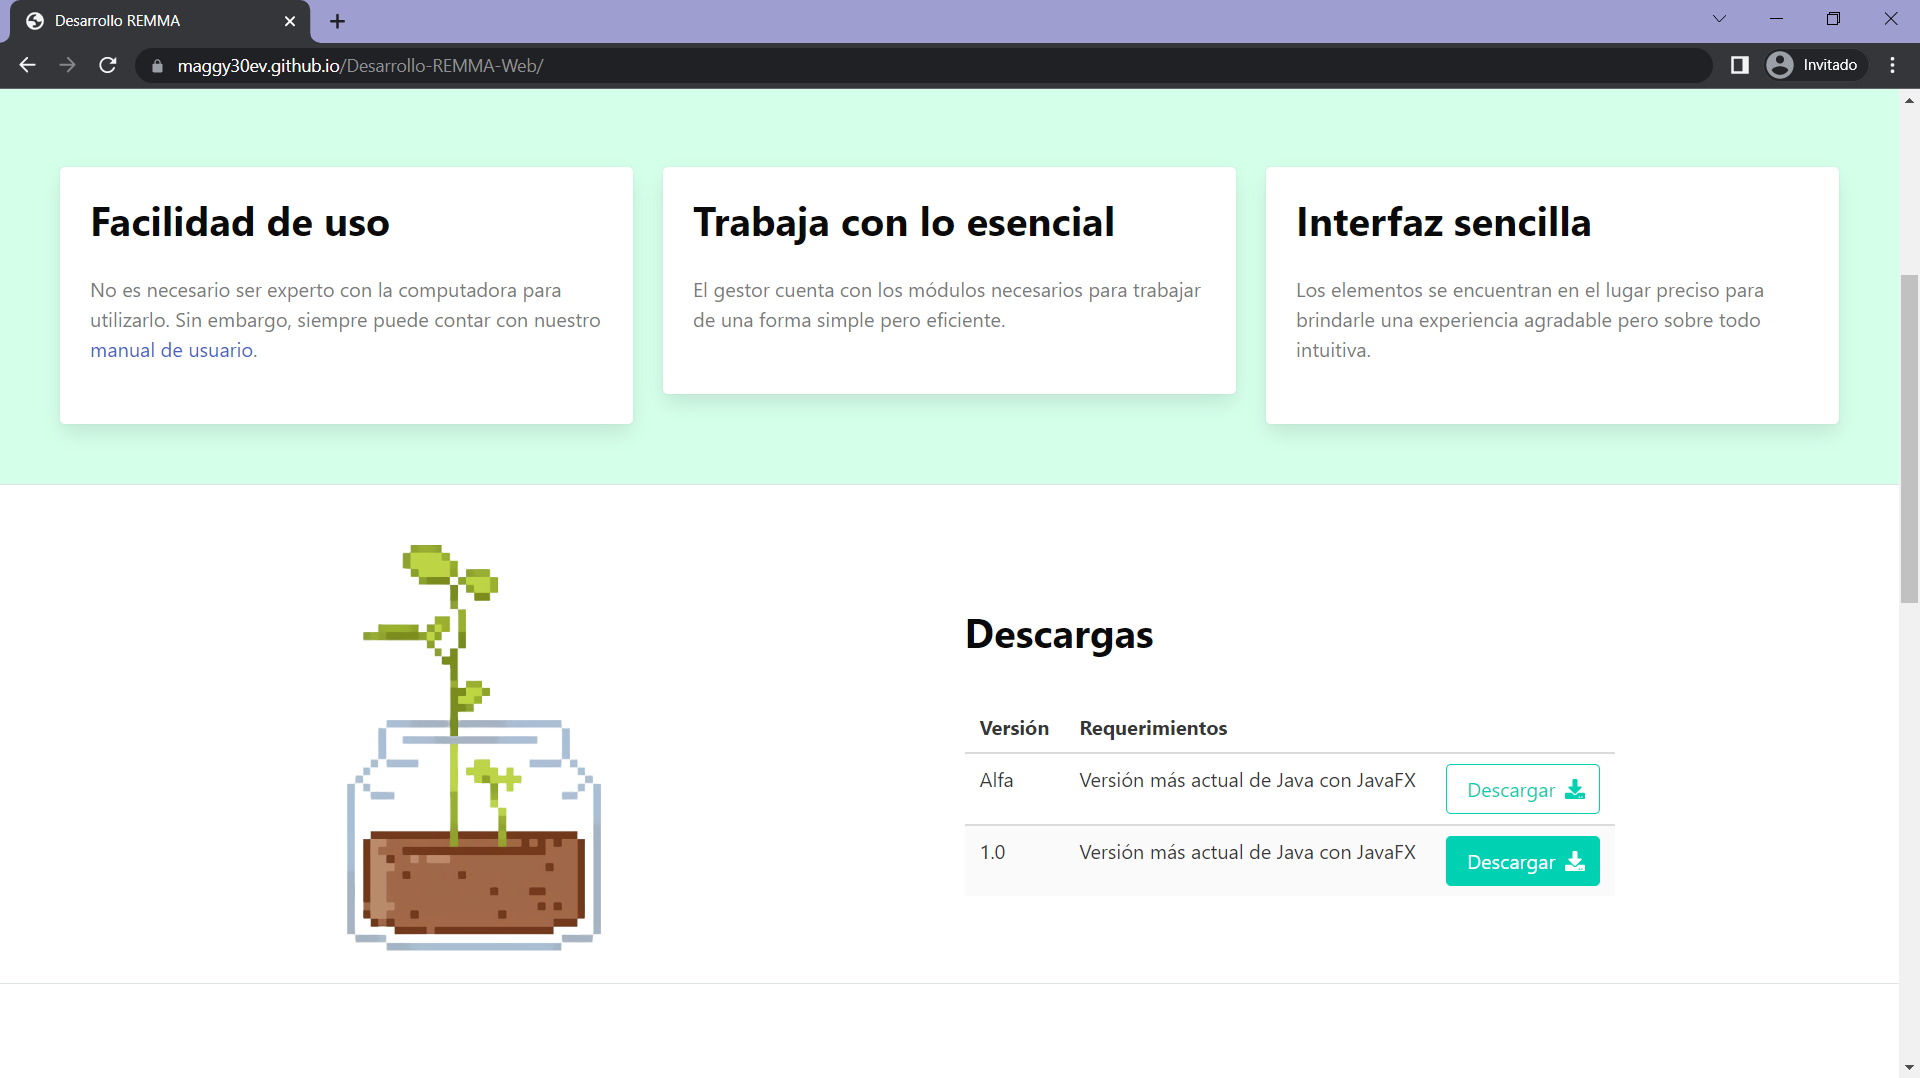 Desarrollo REMMA
maggy30ev.github.io/Desarrollo-REMMA-Web/
Invitado
Facilidad de uso
No es necesario ser experto con la computadora para
utilizarlo. Sin embargo, siempre puede contar con nuestro
manual de usuario.
Trabaja con lo esencial
El gestor cuenta con los módulos necesarios para trabajar
de una forma simple pero eficiente.
Interfaz sencilla
Los elementos se encuentran en el lugar preciso para
brindarle una experiencia agradable pero sobre todo
intuitiva.
Descargas
Versión Requerimientos
Alfa Versión más actual de Java con JavaFX Descargar
1.0 Versión más actual de Java con JavaFX Descargar